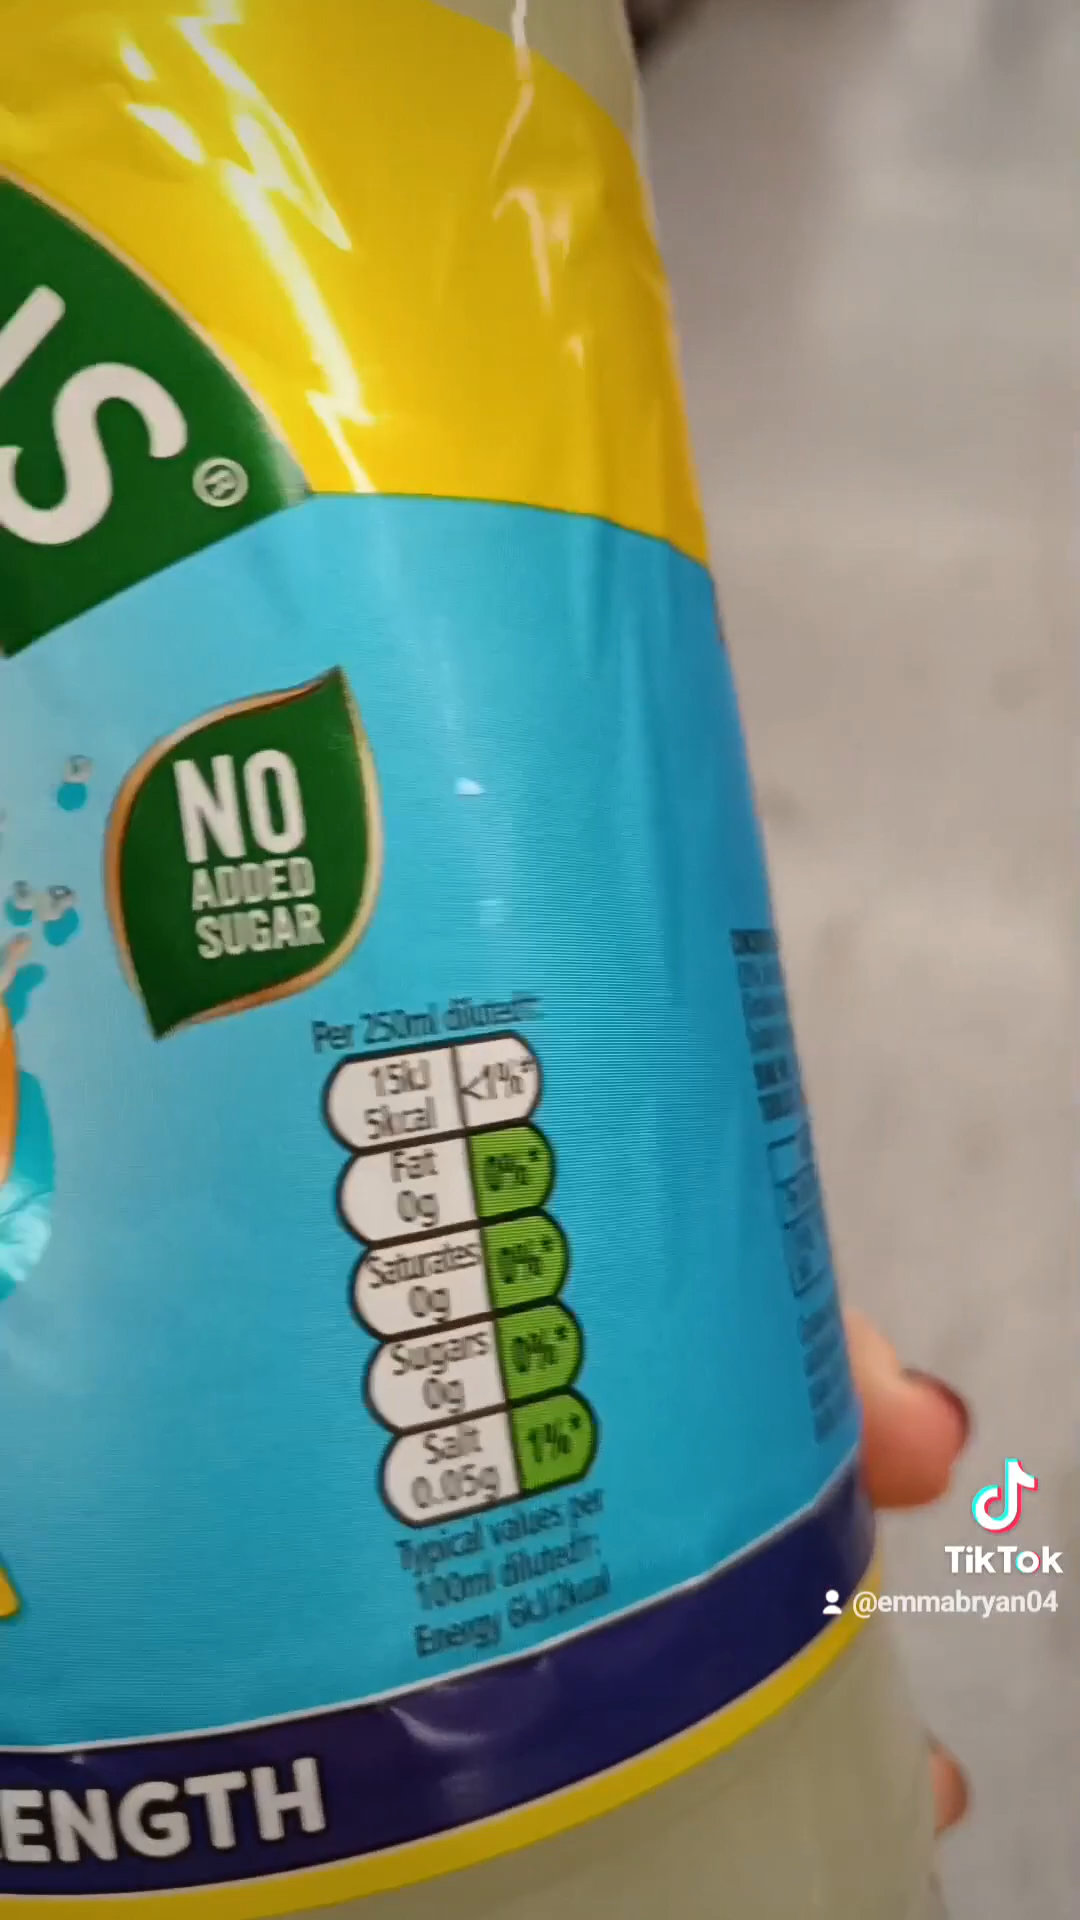 S®
NO
ADDED
SUGAR
Per 250ml diluted†:
15kJ
5kcal
<1%*
Fat
0g
0%*
Saturates
0g
0%*
Sugars
0g
0%*
Salt
0.05g
1%*
Typical values per
100ml diluted†:
Energy 6kJ/2kcal
ENGTH
TikTok
@emmabryan04